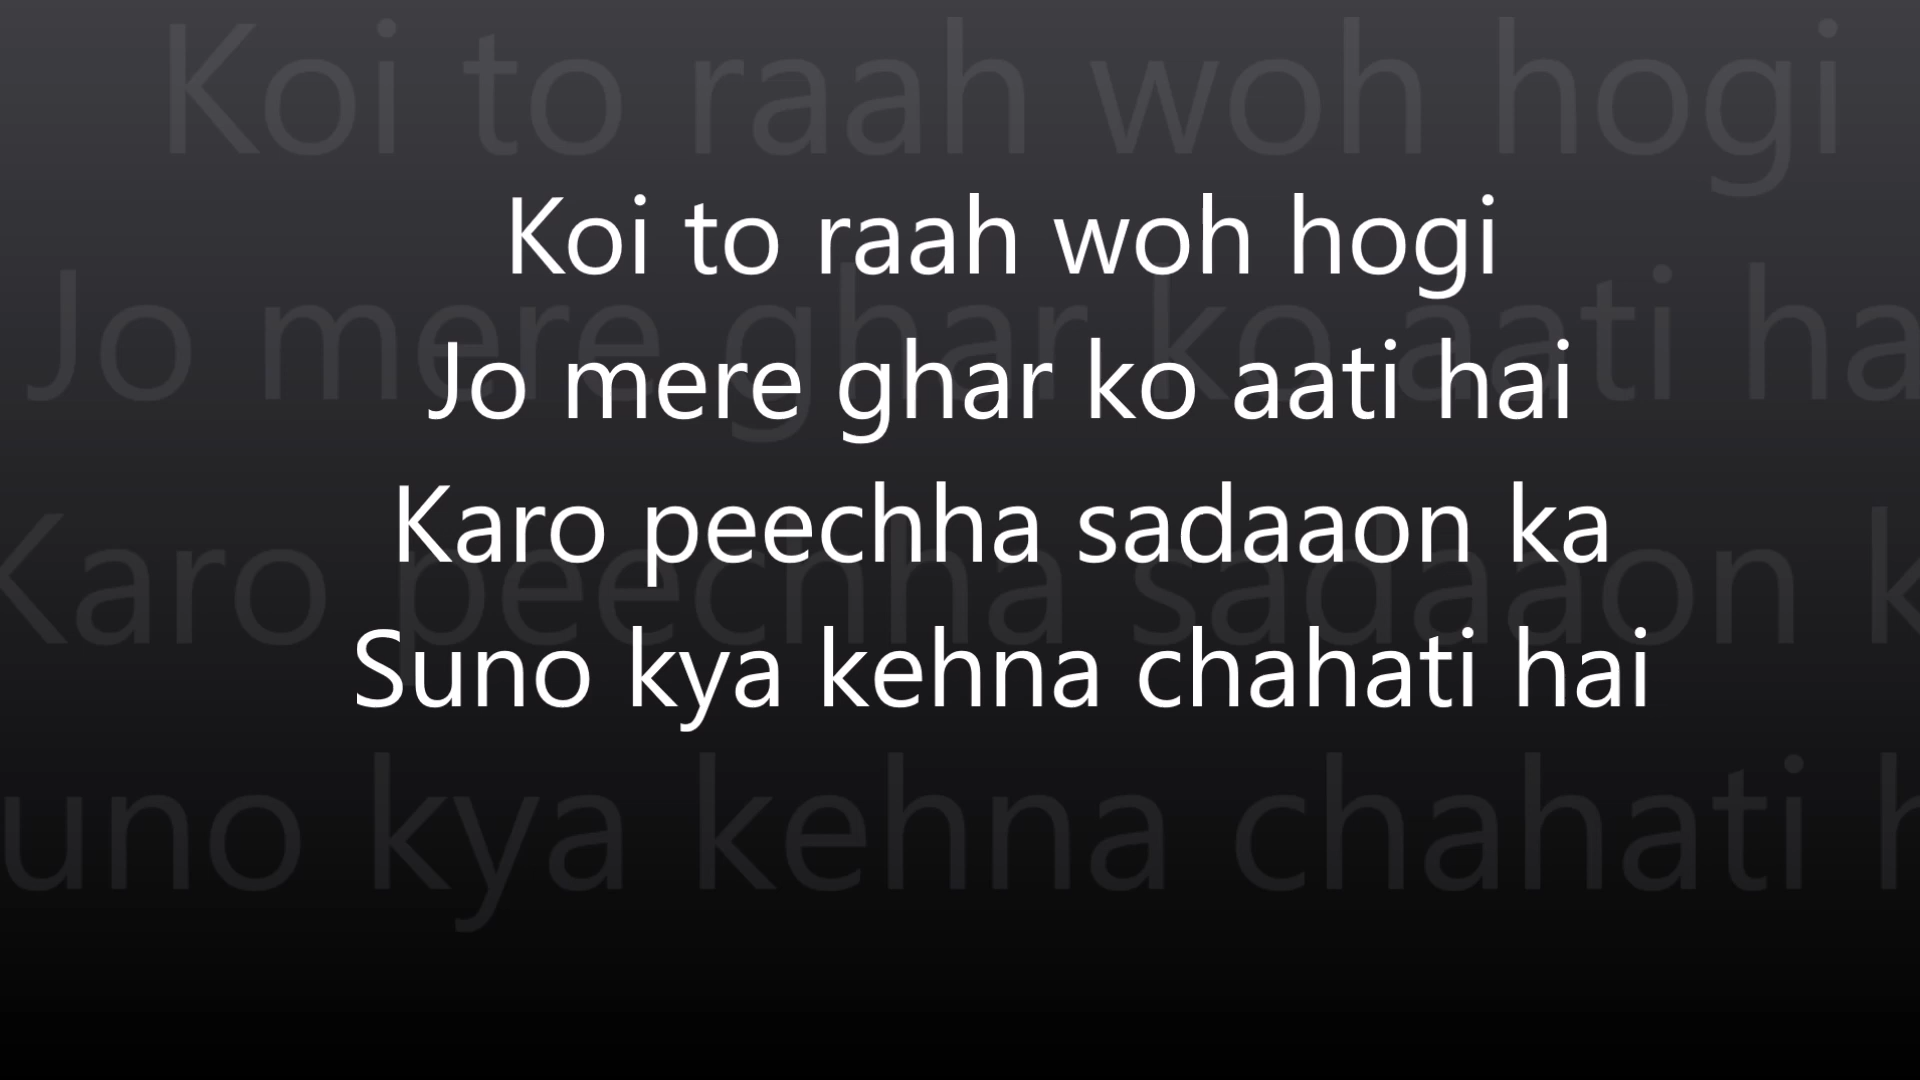 Koi to raah woh hogi
Jo mere ghar ko aati hai
Karo peechha sadaaon ka
Suno kya kehna chahati hai